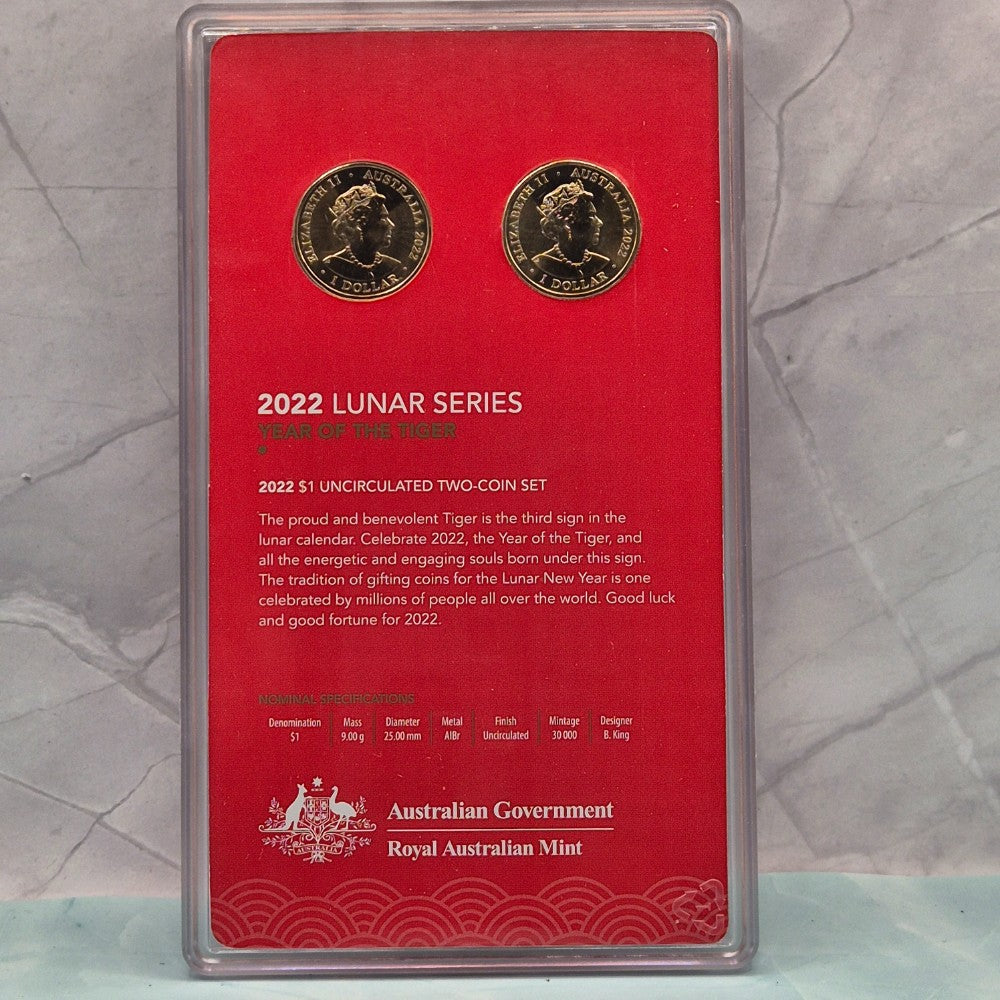 ELIZABETH II • AUSTRALIA 2022
• 1 DOLLAR •
ELIZABETH II • AUSTRALIA 2022
• 1 DOLLAR •
2022 LUNAR SERIES
YEAR OF THE TIGER
2022 $1 UNCIRCULATED TWO-COIN SET
The proud and benevolent Tiger is the third sign in the
lunar calendar. Celebrate 2022, the Year of the Tiger, and
all the energetic and engaging souls born under this sign.
The tradition of gifting coins for the Lunar New Year is one
celebrated by millions of people all over the world. Good luck
and good fortune for 2022.
NOMINAL SPECIFICATIONS
Denomination Mass Diameter Metal Finish Mintage Designer
$1 9.00 g 25.00 mm AlBr Uncirculated 30 000 B. King
AUSTRALIA
Australian Government
Royal Australian Mint